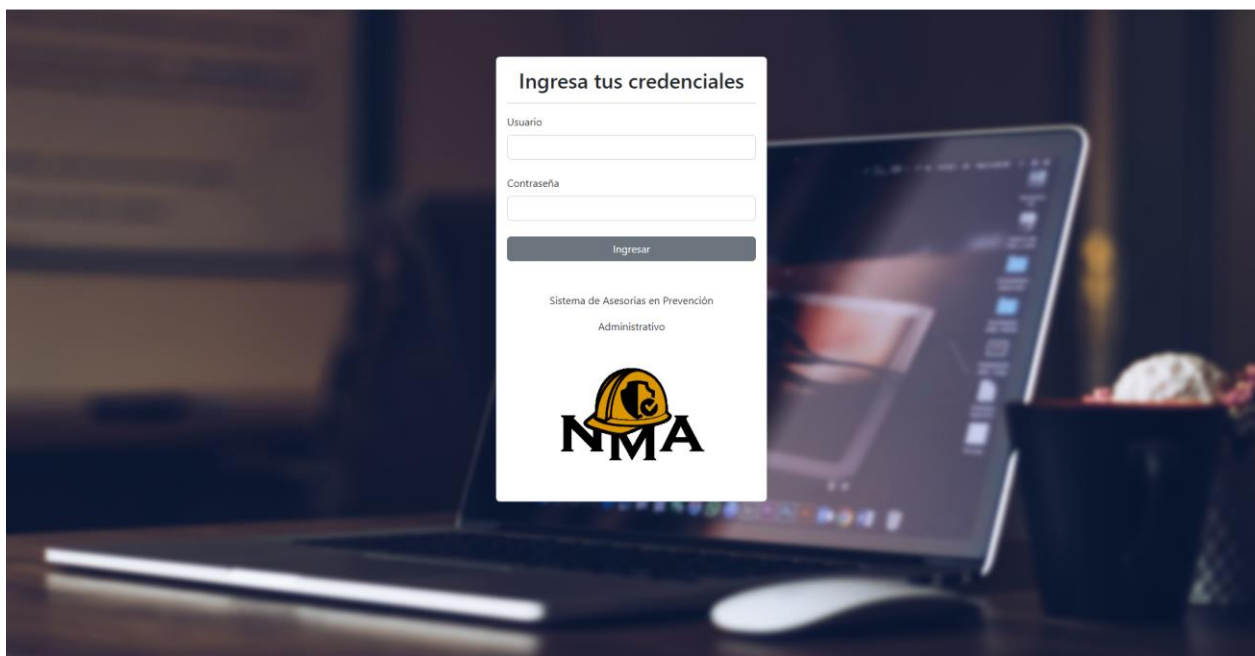 Ingresa tus credenciales
Usuario
Contraseña
Ingresar
Sistema de Asesorias en Prevención
Administrativo
NMA